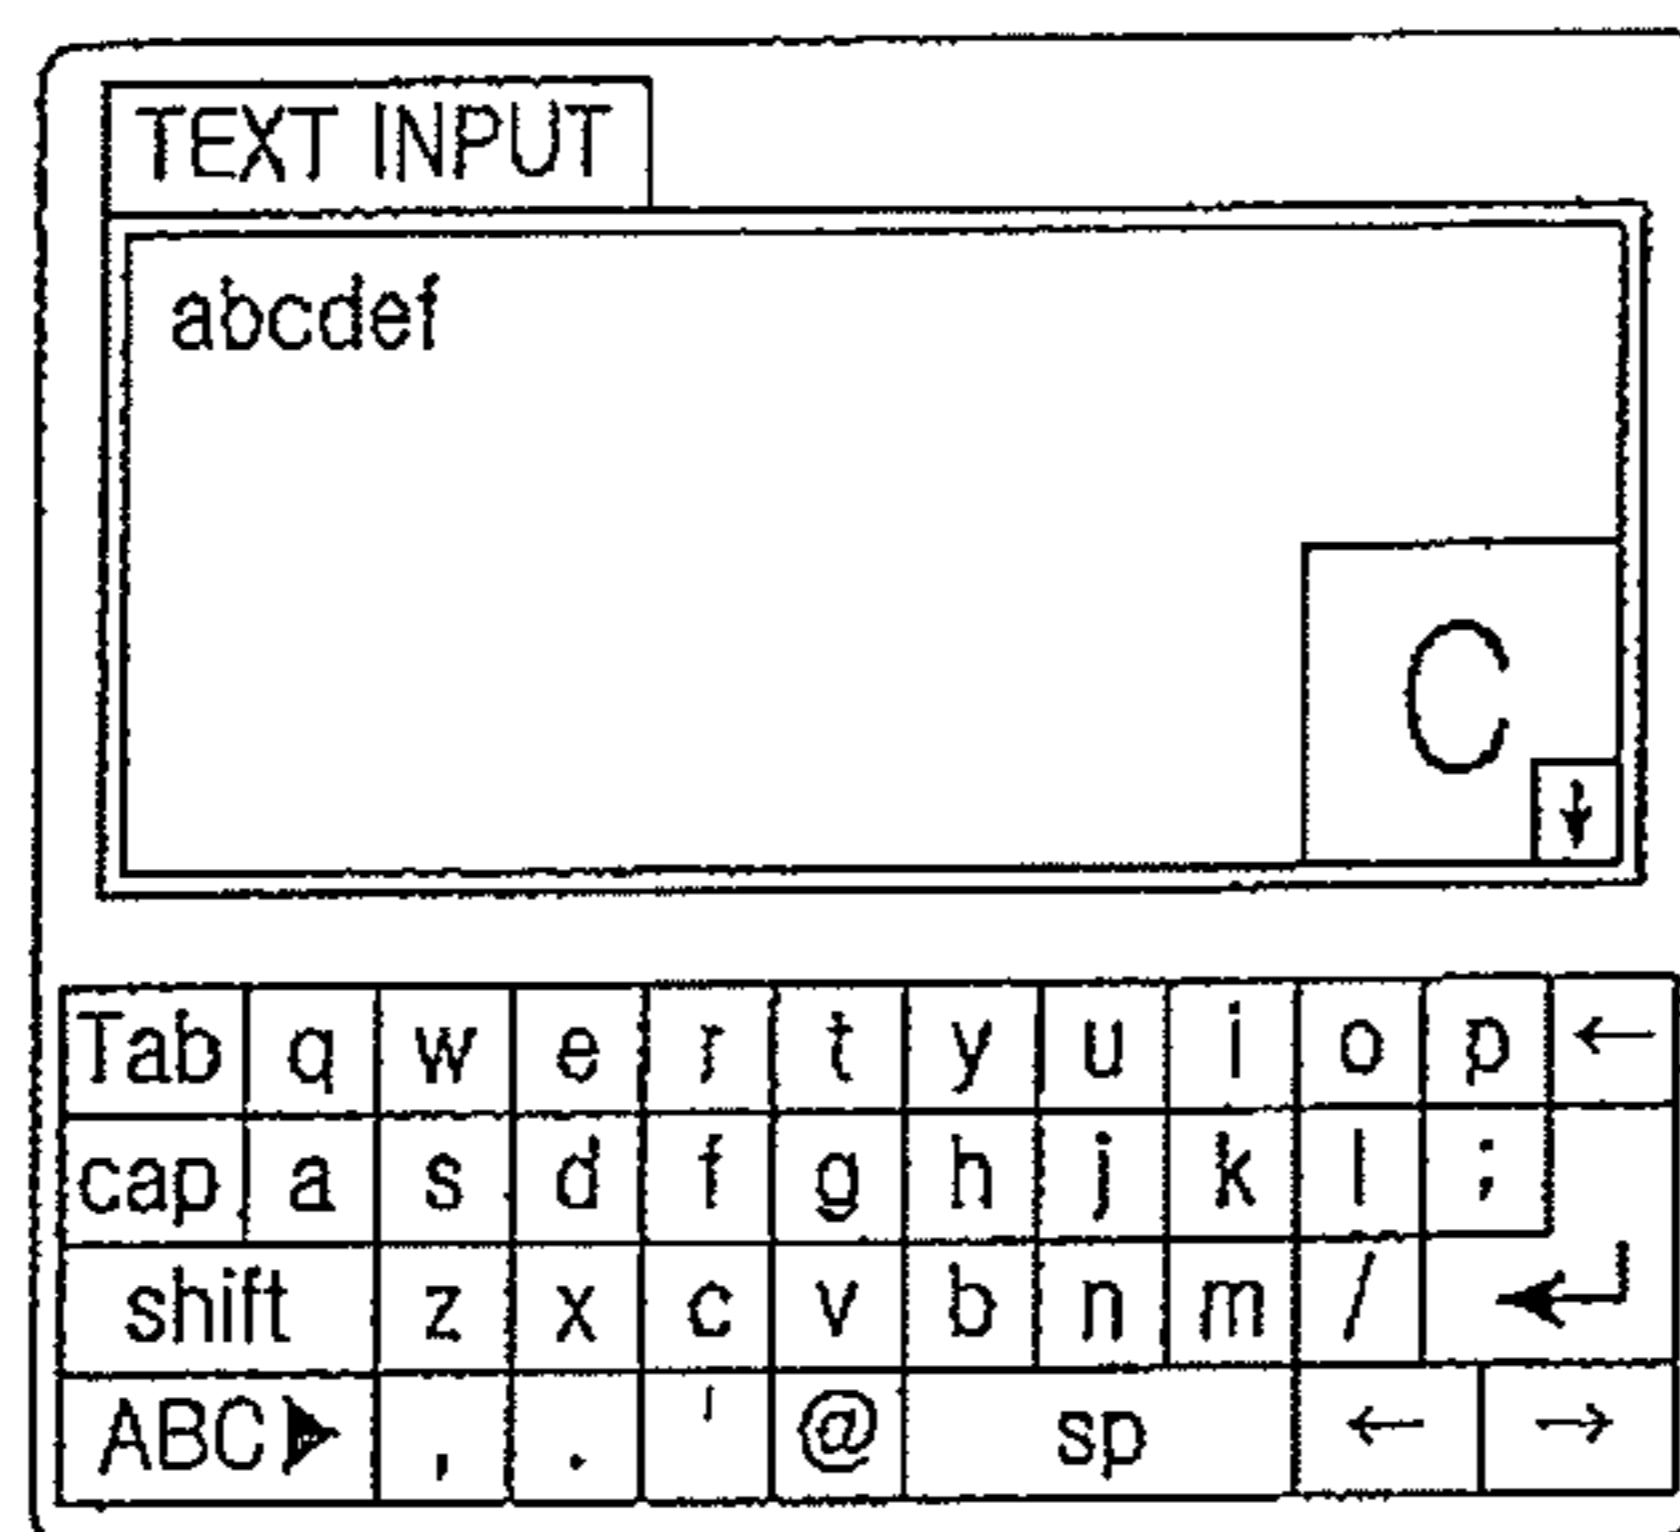 TEXT INPUT
abcdef
C
↓
Tab q w e r t y u i o p ←
cap a s d f g h j k l ;
shift z x c v b n m / ↵
ABC▶ , . ' @ sp ← →